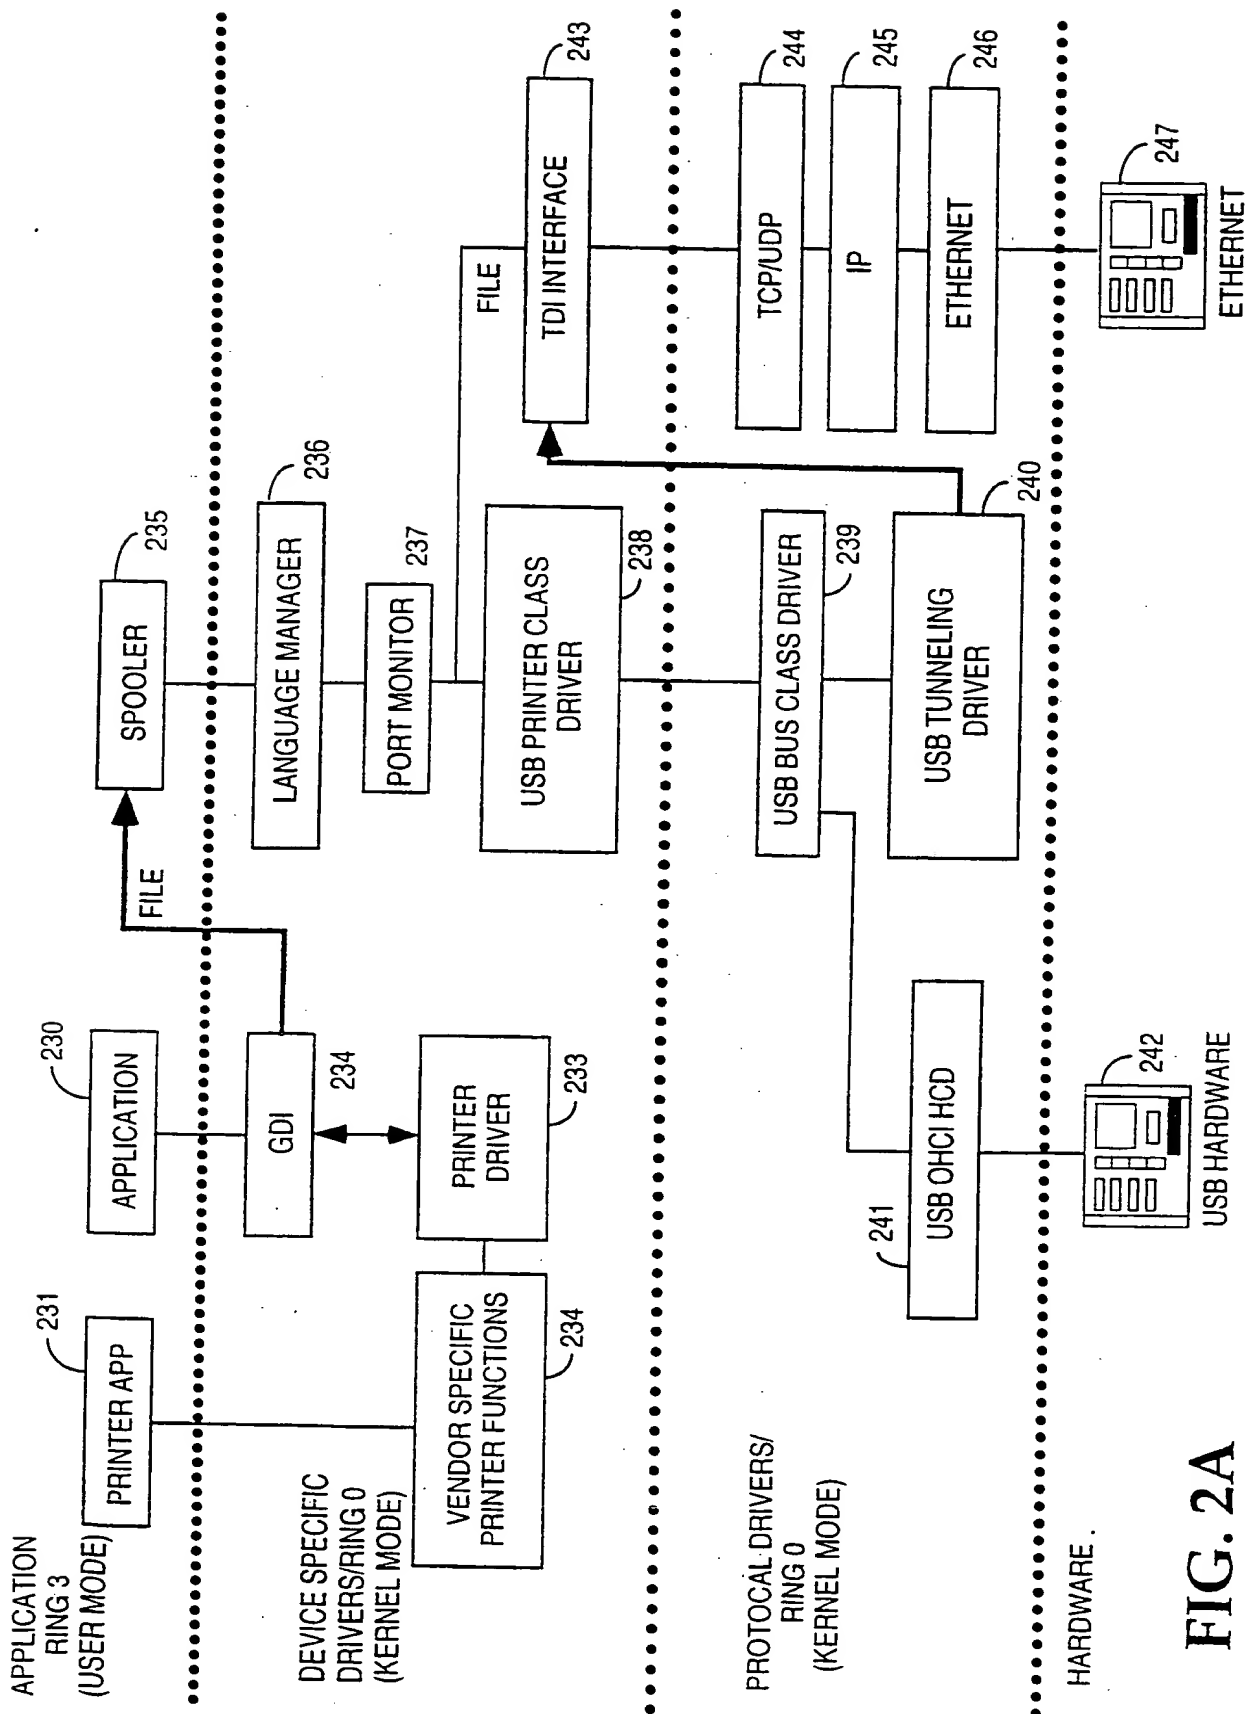 APPLICATION
RING 3
(USER MODE)
PRINTER APP
231
APPLICATION
230
SPOOLER
235
FILE
DEVICE SPECIFIC
DRIVERS/RING 0
(KERNEL MODE)
GDI
234
LANGUAGE MANAGER
236
PORT MONITOR
237
FILE
VENDOR SPECIFIC
PRINTER FUNCTIONS
234
PRINTER
DRIVER
233
USB PRINTER CLASS
DRIVER
238
TDI INTERFACE
243
PROTOCAL DRIVERS/
RING 0
(KERNEL MODE)
USB BUS CLASS DRIVER
239
TCP/UDP
244
IP
245
USB OHCI HCD
241
USB TUNNELING
DRIVER
240
ETHERNET
246
HARDWARE
242
USB HARDWARE
247
ETHERNET
FIG. 2A